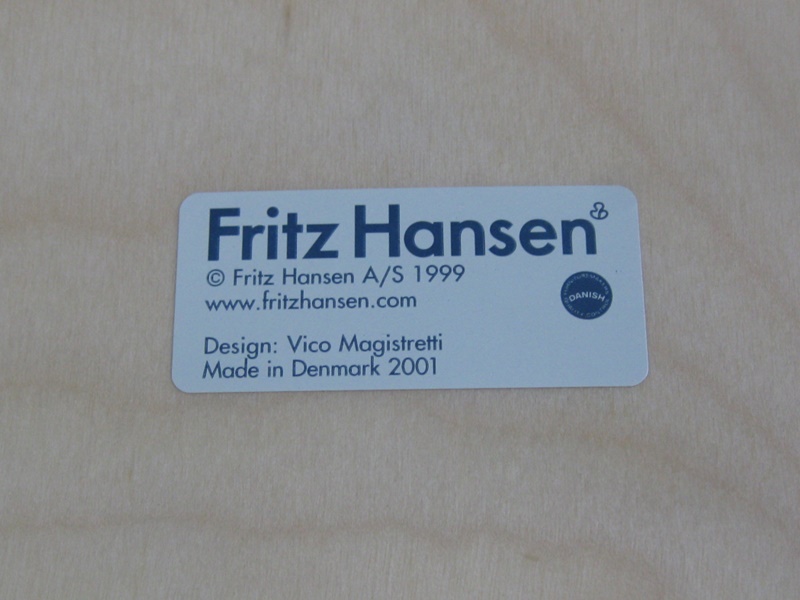 Fritz Hansen
© Fritz Hansen A/S 1999
www.fritzhansen.com
DANISH
Design: Vico Magistretti
Made in Denmark 2001